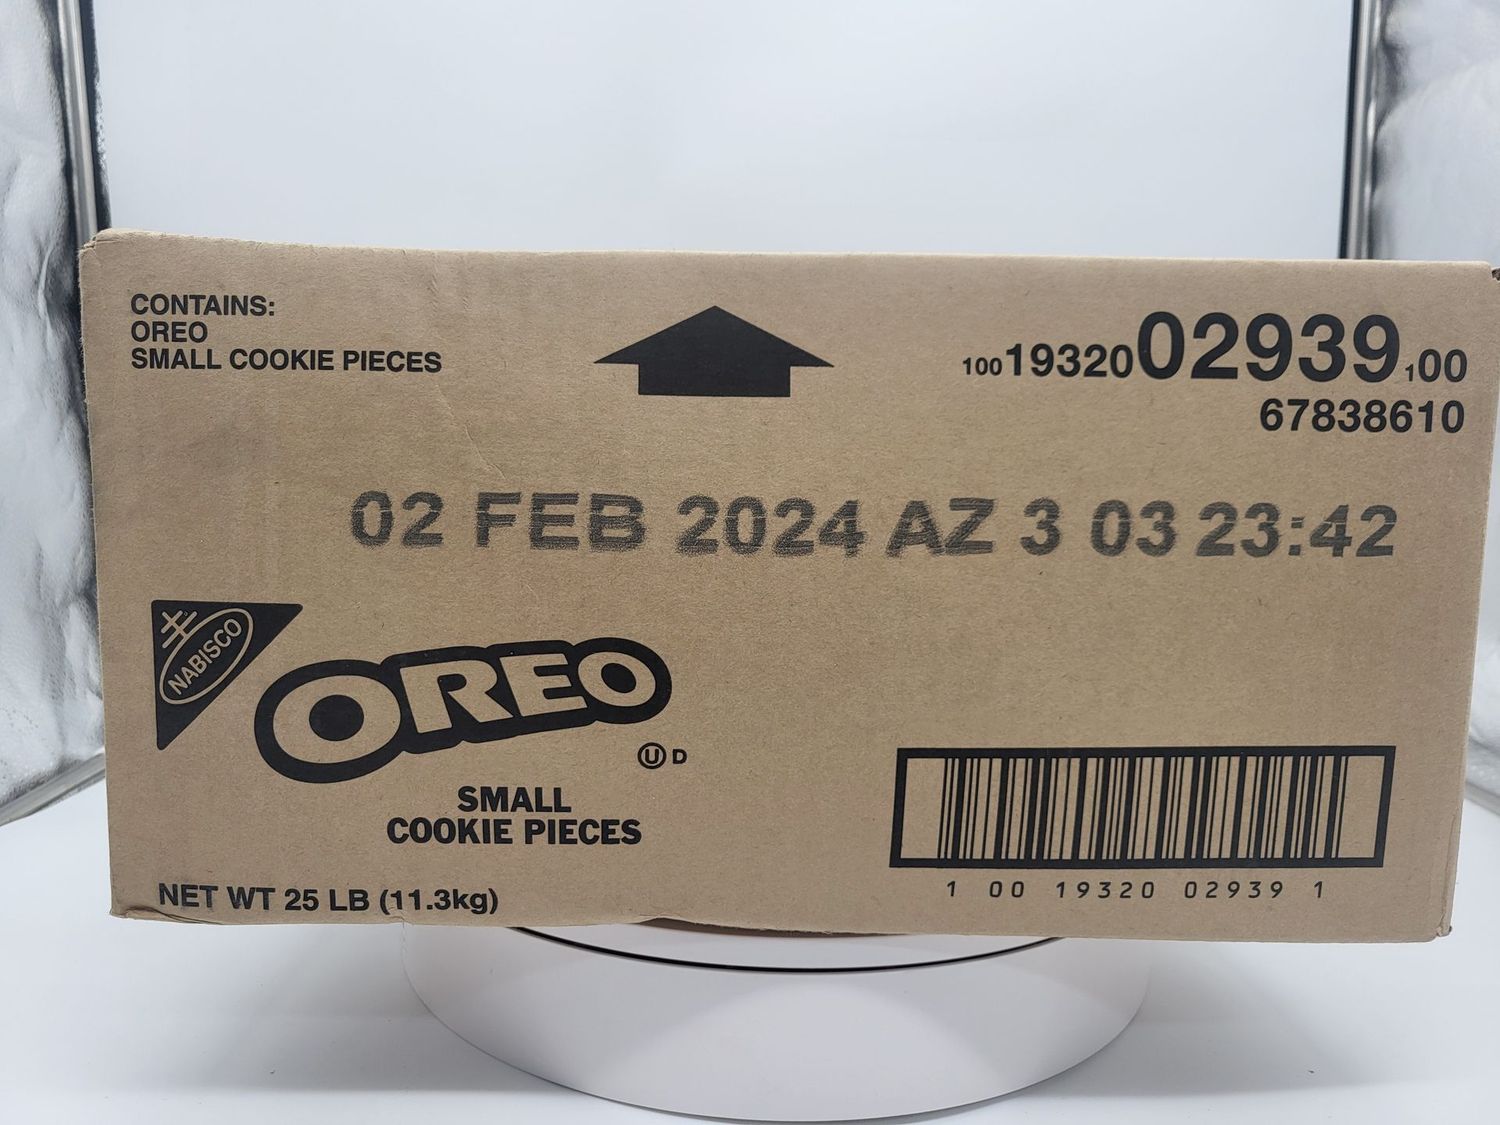 CONTAINS:
OREO
SMALL COOKIE PIECES
100 19320 02939 100
67838610
02 FEB 2024 AZ 3 03 23:42
NABISCO
OREO
U D
SMALL
COOKIE PIECES
NET WT 25 LB (11.3kg)
1 00 19320 02939 1